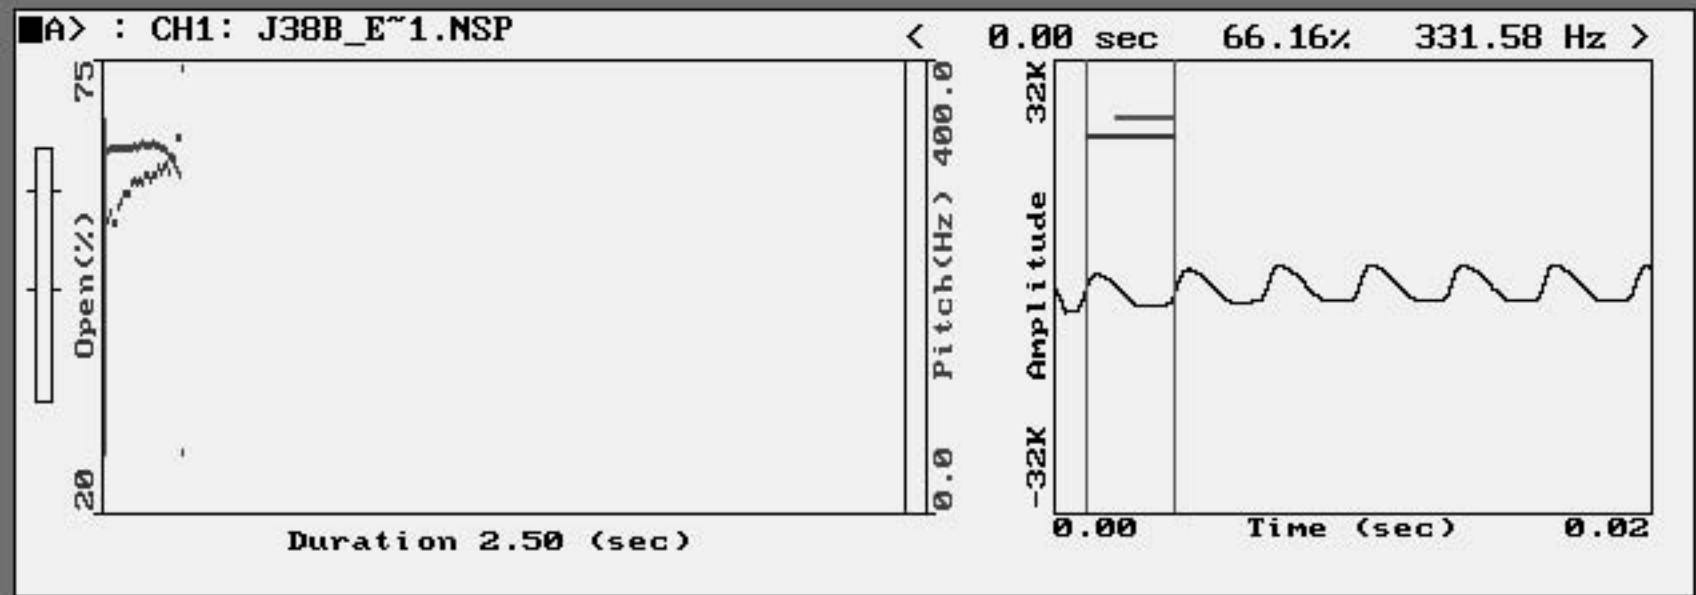 A> : CH1: J38B_E~1.NSP
< 0.00 sec 66.16% 331.58 Hz >
75
Open(%)
20
400.0
Pitch(Hz)
0.0
Duration 2.50 (sec)
32K
Amplitude
-32K
0.00 Time (sec) 0.02